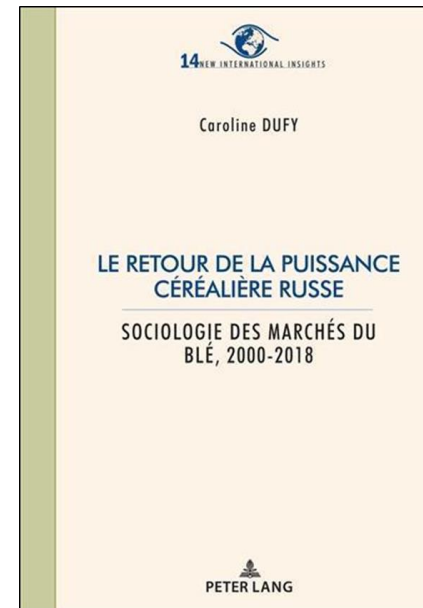 14 NEW INTERNATIONAL INSIGHTS
Caroline DUFY
LE RETOUR DE LA PUISSANCE
CÉRÉALIÈRE RUSSE
SOCIOLOGIE DES MARCHÉS DU
BLÉ, 2000-2018
PETER LANG